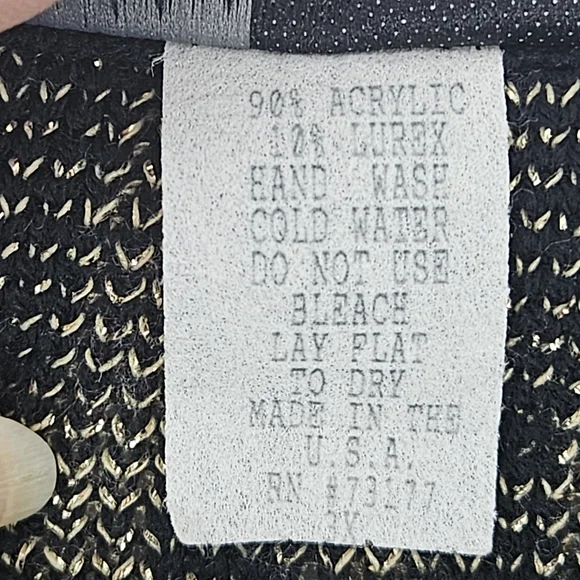 90% ACRYLIC
10% LUREX
HAND WASH
COLD WATER
DO NOT USE
BLEACH
LAY FLAT
TO DRY
MADE IN THE
U.S.A.
RN #73177